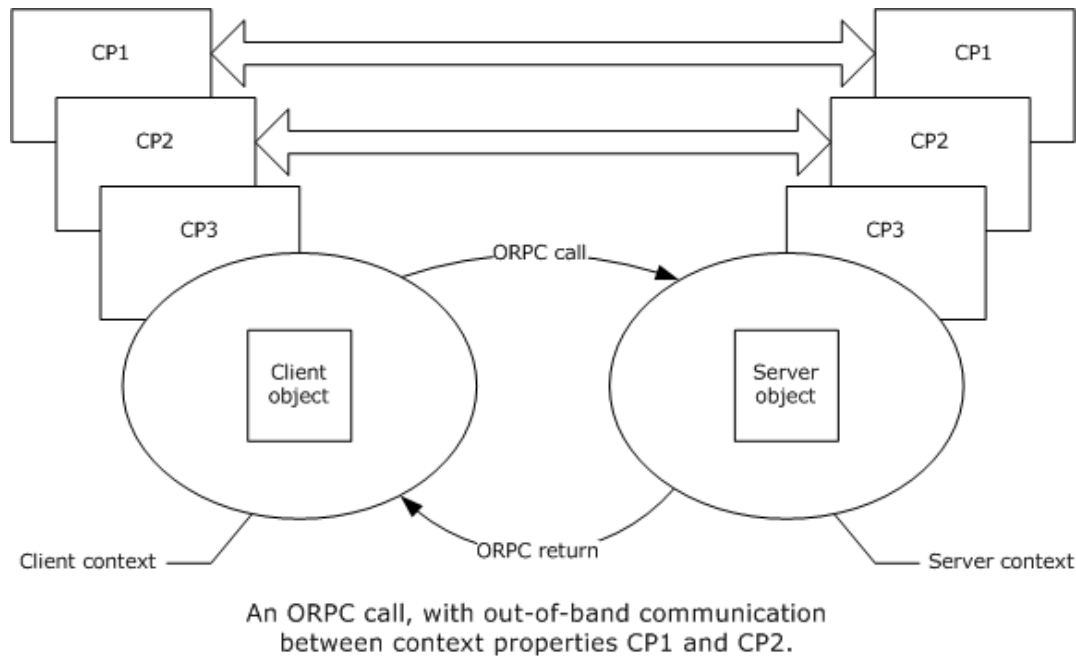 CP1
CP1
CP2
CP2
CP3
CP3
ORPC call
Client
object
Server
object
ORPC return
Client context
Server context
An ORPC call, with out-of-band communication
between context properties CP1 and CP2.